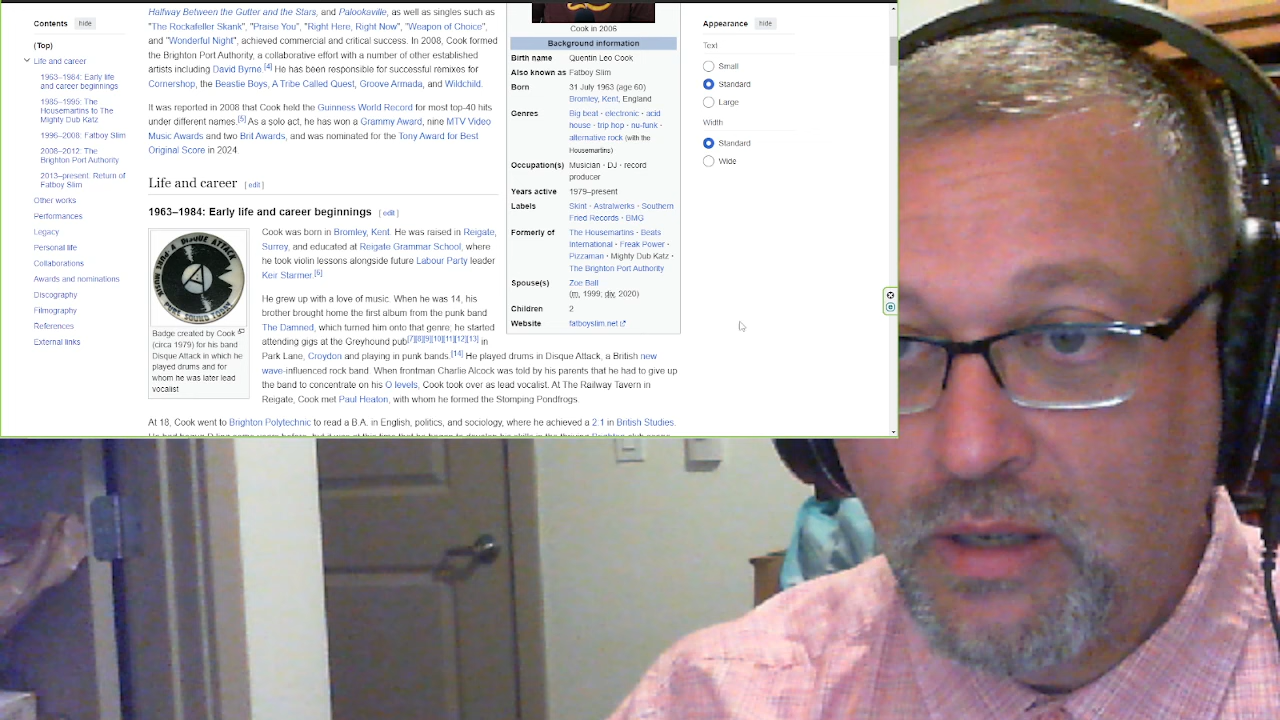 Contents hide
(Top)
Life and career
1963–1984: Early life
and career beginnings
1985–1995: The
Housemartins to The
Mighty Dub Katz
1996–2008: Fatboy Slim
2008–2012: The
Brighton Port Authority
2013–present: Return of
Fatboy Slim
Other works
Performances
Legacy
Personal life
Collaborations
Awards and nominations
Discography
Filmography
References
External links
Halfway Between the Gutter and the Stars, and Palookaville, as well as singles such as
"The Rockafeller Skank", "Praise You", "Right Here, Right Now", "Weapon of Choice",
and "Wonderful Night", achieved commercial and critical success. In 2008, Cook formed
the Brighton Port Authority, a collaborative effort with a number of other established
artists including David Byrne.[4] He has been responsible for successful remixes for
Cornershop, the Beastie Boys, A Tribe Called Quest, Groove Armada, and Wildchild.
It was reported in 2008 that Cook held the Guinness World Record for most top-40 hits
under different names.[5] As a solo act, he has won a Grammy Award, nine MTV Video
Music Awards and two Brit Awards, and was nominated for the Tony Award for Best
Original Score in 2024.
Life and career [ edit ]
1963–1984: Early life and career beginnings [ edit ]
DISQUE ATTACK
Badge created by Cook
(circa 1979) for his band
Disque Attack in which he
played drums and for
whom he was later lead
vocalist
Cook was born in Bromley, Kent. He was raised in Reigate,
Surrey, and educated at Reigate Grammar School, where
he took violin lessons alongside future Labour Party leader
Keir Starmer.[6]
He grew up with a love of music. When he was 14, his
brother brought home the first album from the punk band
The Damned, which turned him onto that genre; he started
attending gigs at the Greyhound pub[7][8][9][10][11][12][13] in
Park Lane, Croydon and playing in punk bands.[14] He played drums in Disque Attack, a British new
wave-influenced rock band. When frontman Charlie Alcock was told by his parents that he had to give up
the band to concentrate on his O levels, Cook took over as lead vocalist. At The Railway Tavern in
Reigate, Cook met Paul Heaton, with whom he formed the Stomping Pondfrogs.
At 18, Cook went to Brighton Polytechnic to read a B.A. in English, politics, and sociology, where he achieved a 2:1 in British Studies.
Cook in 2006
Background information
Birth name Quentin Leo Cook
Also known as Fatboy Slim
Born 31 July 1963 (age 60)
Bromley, Kent, England
Genres Big beat · electronic · acid
house · trip hop · nu-funk ·
alternative rock (with the
Housemartins)
Occupation(s) Musician · DJ · record
producer
Years active 1979–present
Labels Skint · Astralwerks · Southern
Fried Records · BMG
Formerly of The Housemartins · Beats
International · Freak Power ·
Pizzaman · Mighty Dub Katz ·
The Brighton Port Authority
Spouse(s) Zoe Ball
(m. 1999; div. 2020)
Children 2
Website fatboyslim.net
Appearance hide
Text
Small
Standard
Large
Width
Standard
Wide